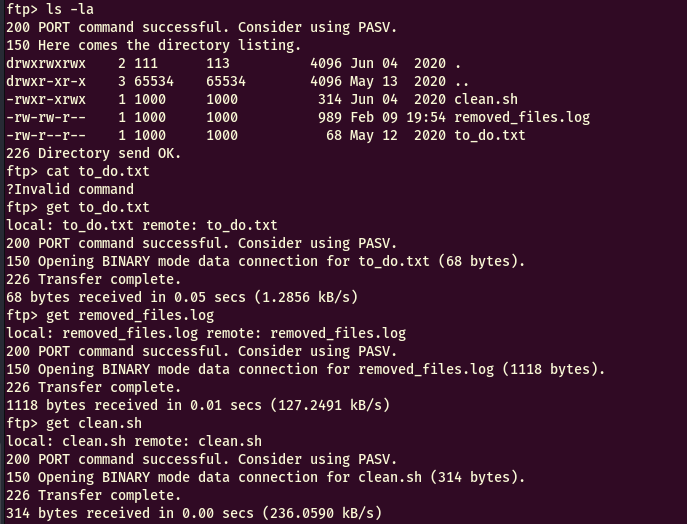 ftp> ls -la
200 PORT command successful. Consider using PASV.
150 Here comes the directory listing.
drwxrwxrwx    2 111      113          4096 Jun 04  2020 .
drwxr-xr-x    3 65534    65534        4096 May 13  2020 ..
-rwxr-xrwx    1 1000     1000          314 Jun 04  2020 clean.sh
-rw-rw-r--    1 1000     1000          989 Feb 09 19:54 removed_files.log
-rw-r--r--    1 1000     1000           68 May 12  2020 to_do.txt
226 Directory send OK.
ftp> cat to_do.txt
?Invalid command
ftp> get to_do.txt
local: to_do.txt remote: to_do.txt
200 PORT command successful. Consider using PASV.
150 Opening BINARY mode data connection for to_do.txt (68 bytes).
226 Transfer complete.
68 bytes received in 0.05 secs (1.2856 kB/s)
ftp> get removed_files.log
local: removed_files.log remote: removed_files.log
200 PORT command successful. Consider using PASV.
150 Opening BINARY mode data connection for removed_files.log (1118 bytes).
226 Transfer complete.
1118 bytes received in 0.01 secs (127.2491 kB/s)
ftp> get clean.sh
local: clean.sh remote: clean.sh
200 PORT command successful. Consider using PASV.
150 Opening BINARY mode data connection for clean.sh (314 bytes).
226 Transfer complete.
314 bytes received in 0.00 secs (236.0590 kB/s)